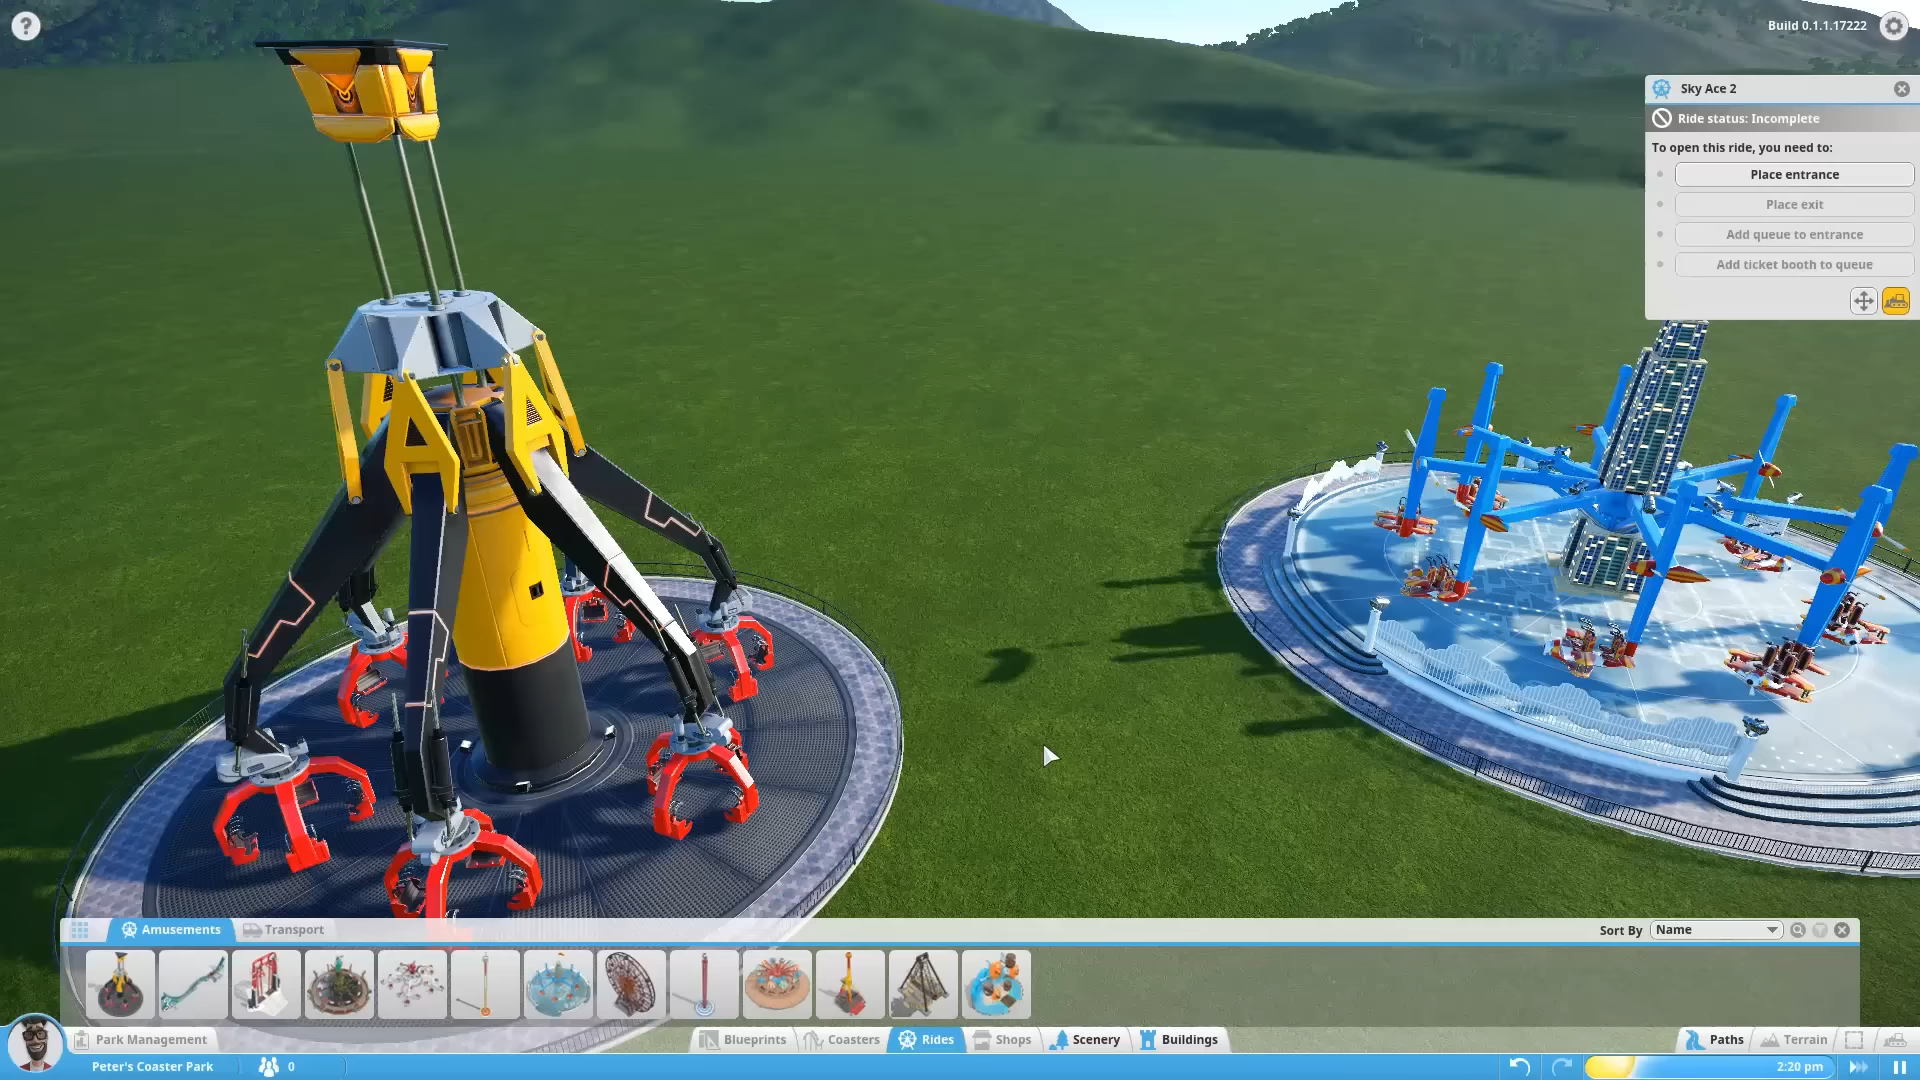 ?
Build 0.1.1.17222
Sky Ace 2
Ride status: Incomplete
To open this ride, you need to:
Place entrance
Place exit
Add queue to entrance
Add ticket booth to queue
Amusements
Transport
Sort By
Name
Park Management
Blueprints
Coasters
Rides
Shops
Scenery
Buildings
Paths
Terrain
Peter's Coaster Park
0
2:20 pm